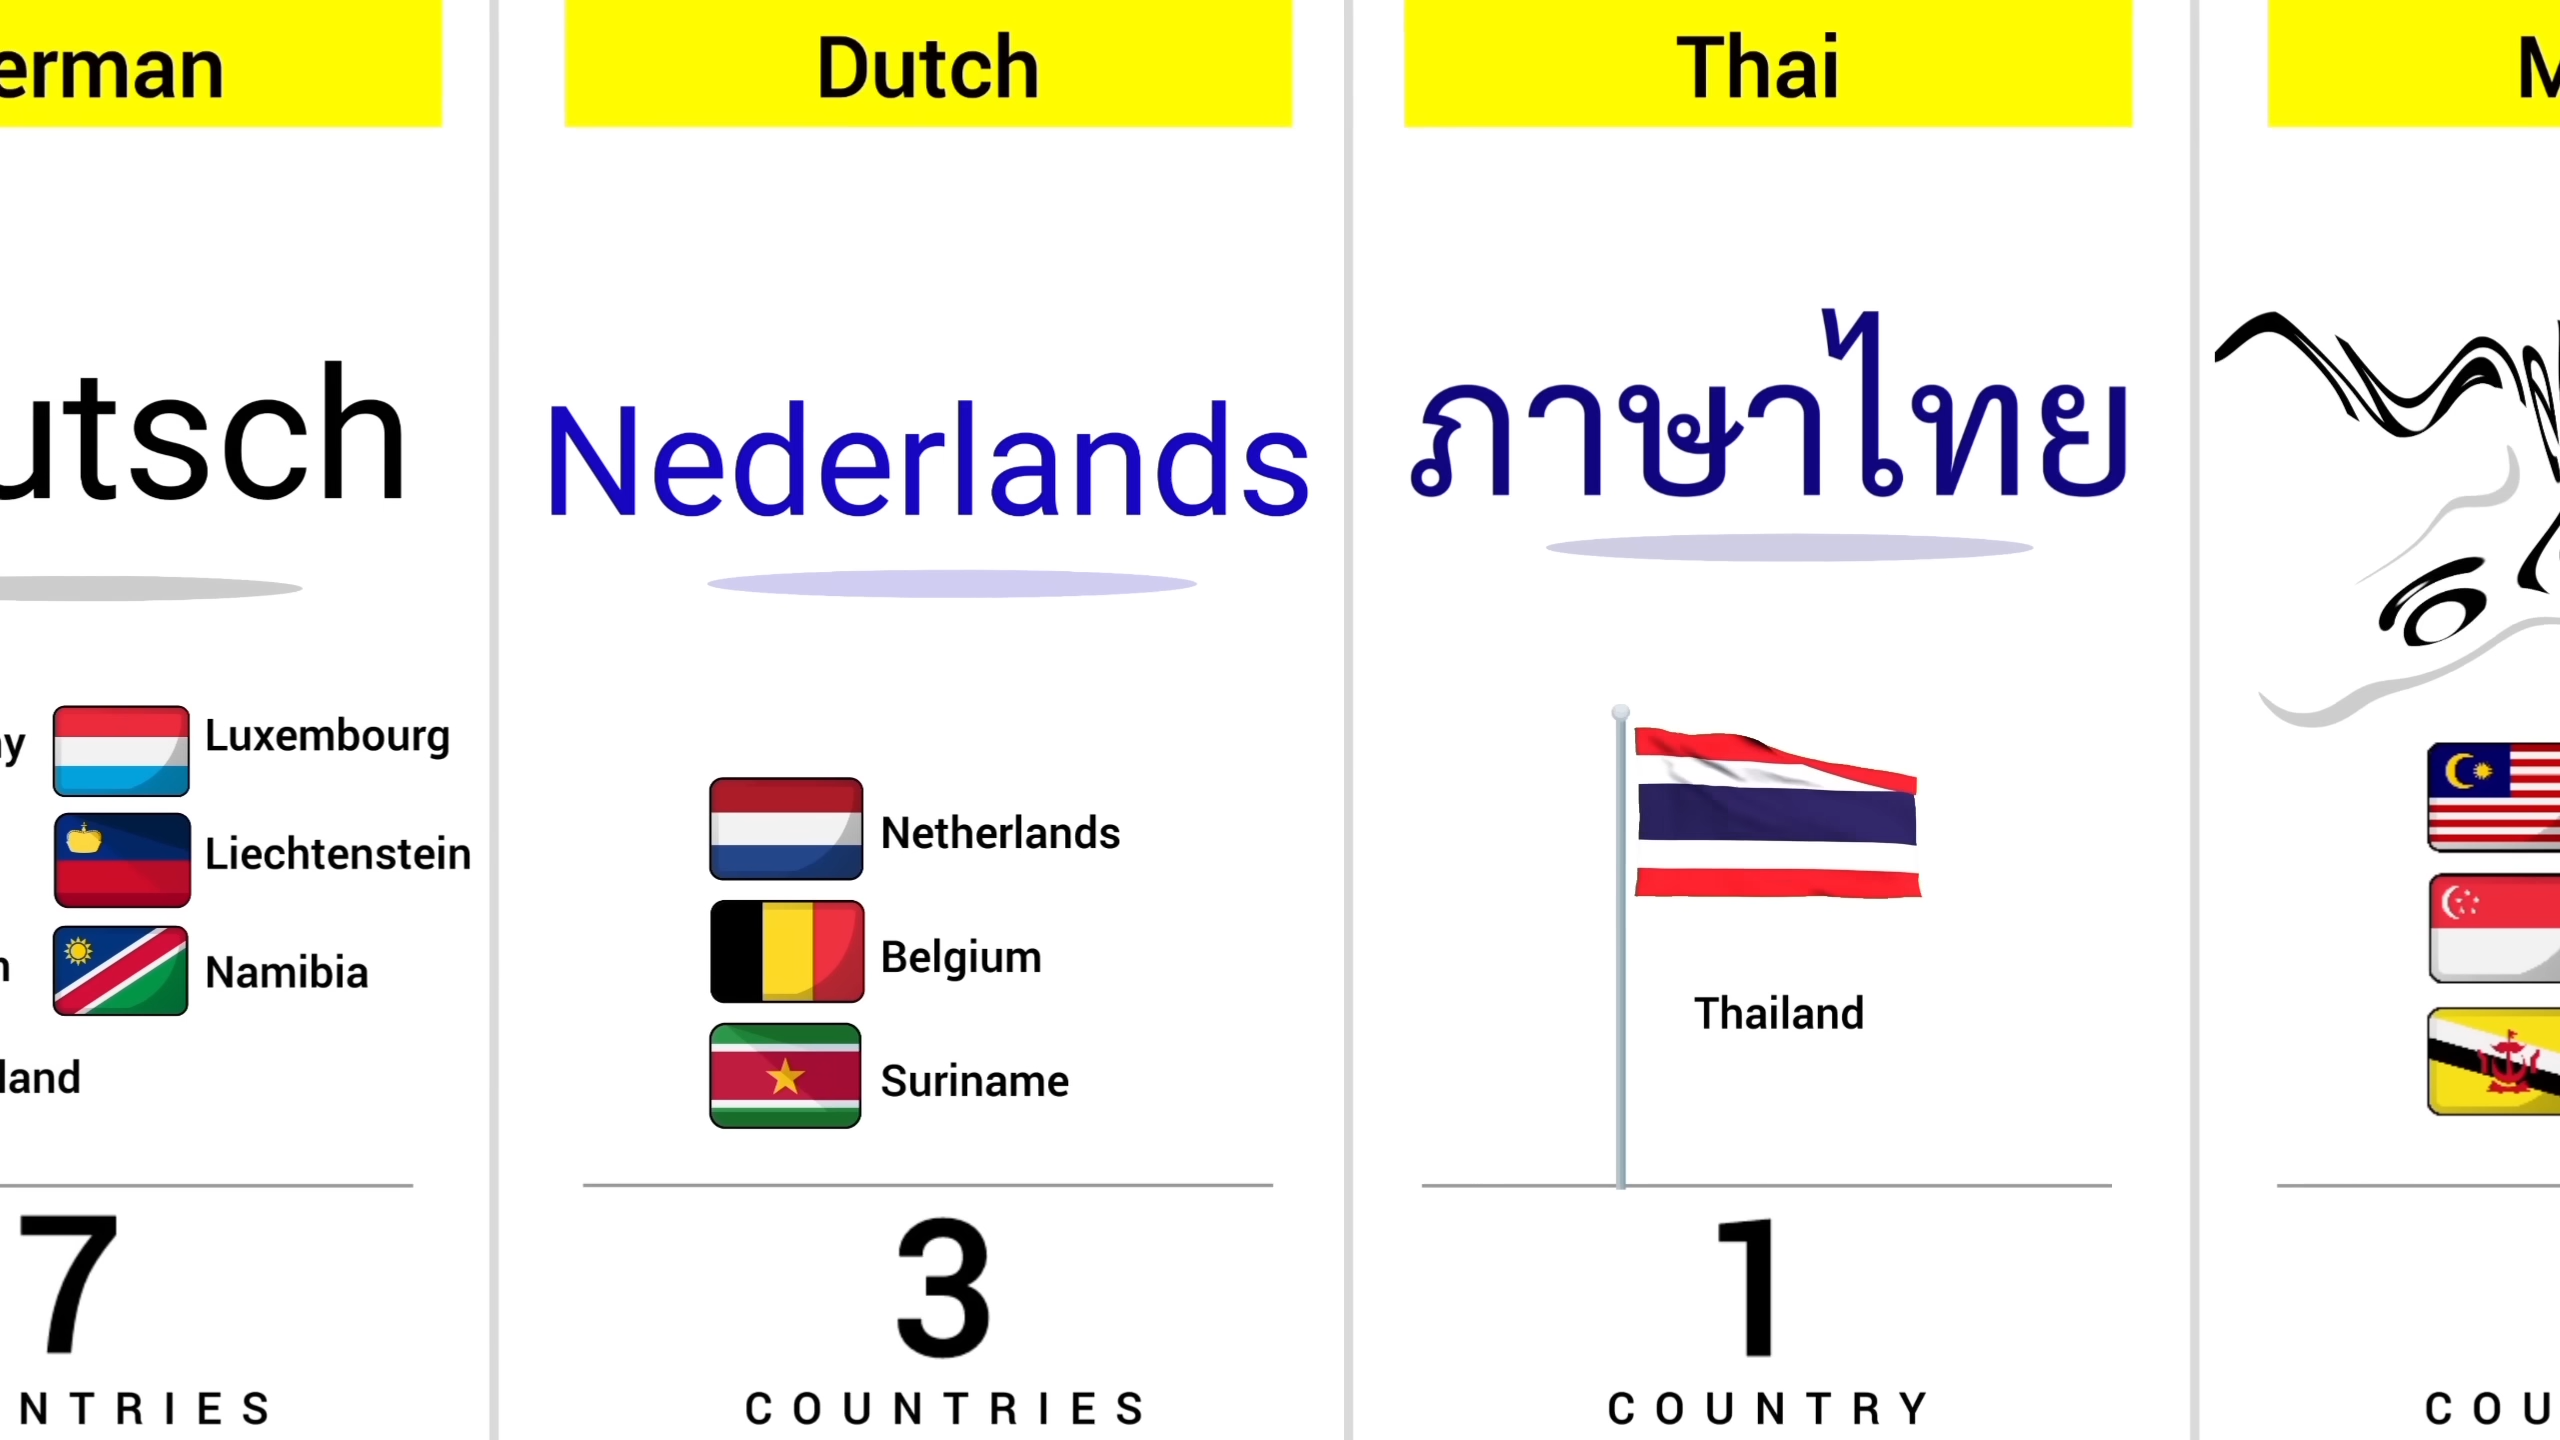 erman
utsch
ny
Luxembourg
Liechtenstein
n
Namibia
land
7
NTRIES
Dutch
Nederlands
Netherlands
Belgium
Suriname
3
COUNTRIES
Thai
ภาษาไทย
Thailand
1
COUNTRY
M
COU